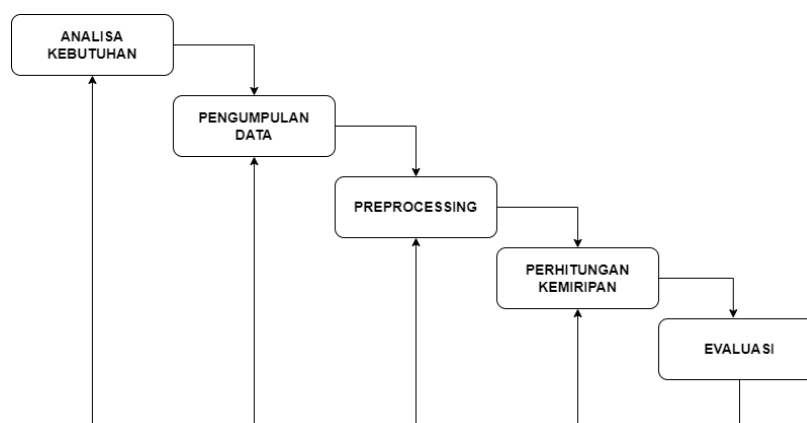 ANALISA
KEBUTUHAN
PENGUMPULAN
DATA
PREPROCESSING
PERHITUNGAN
KEMIRIPAN
EVALUASI